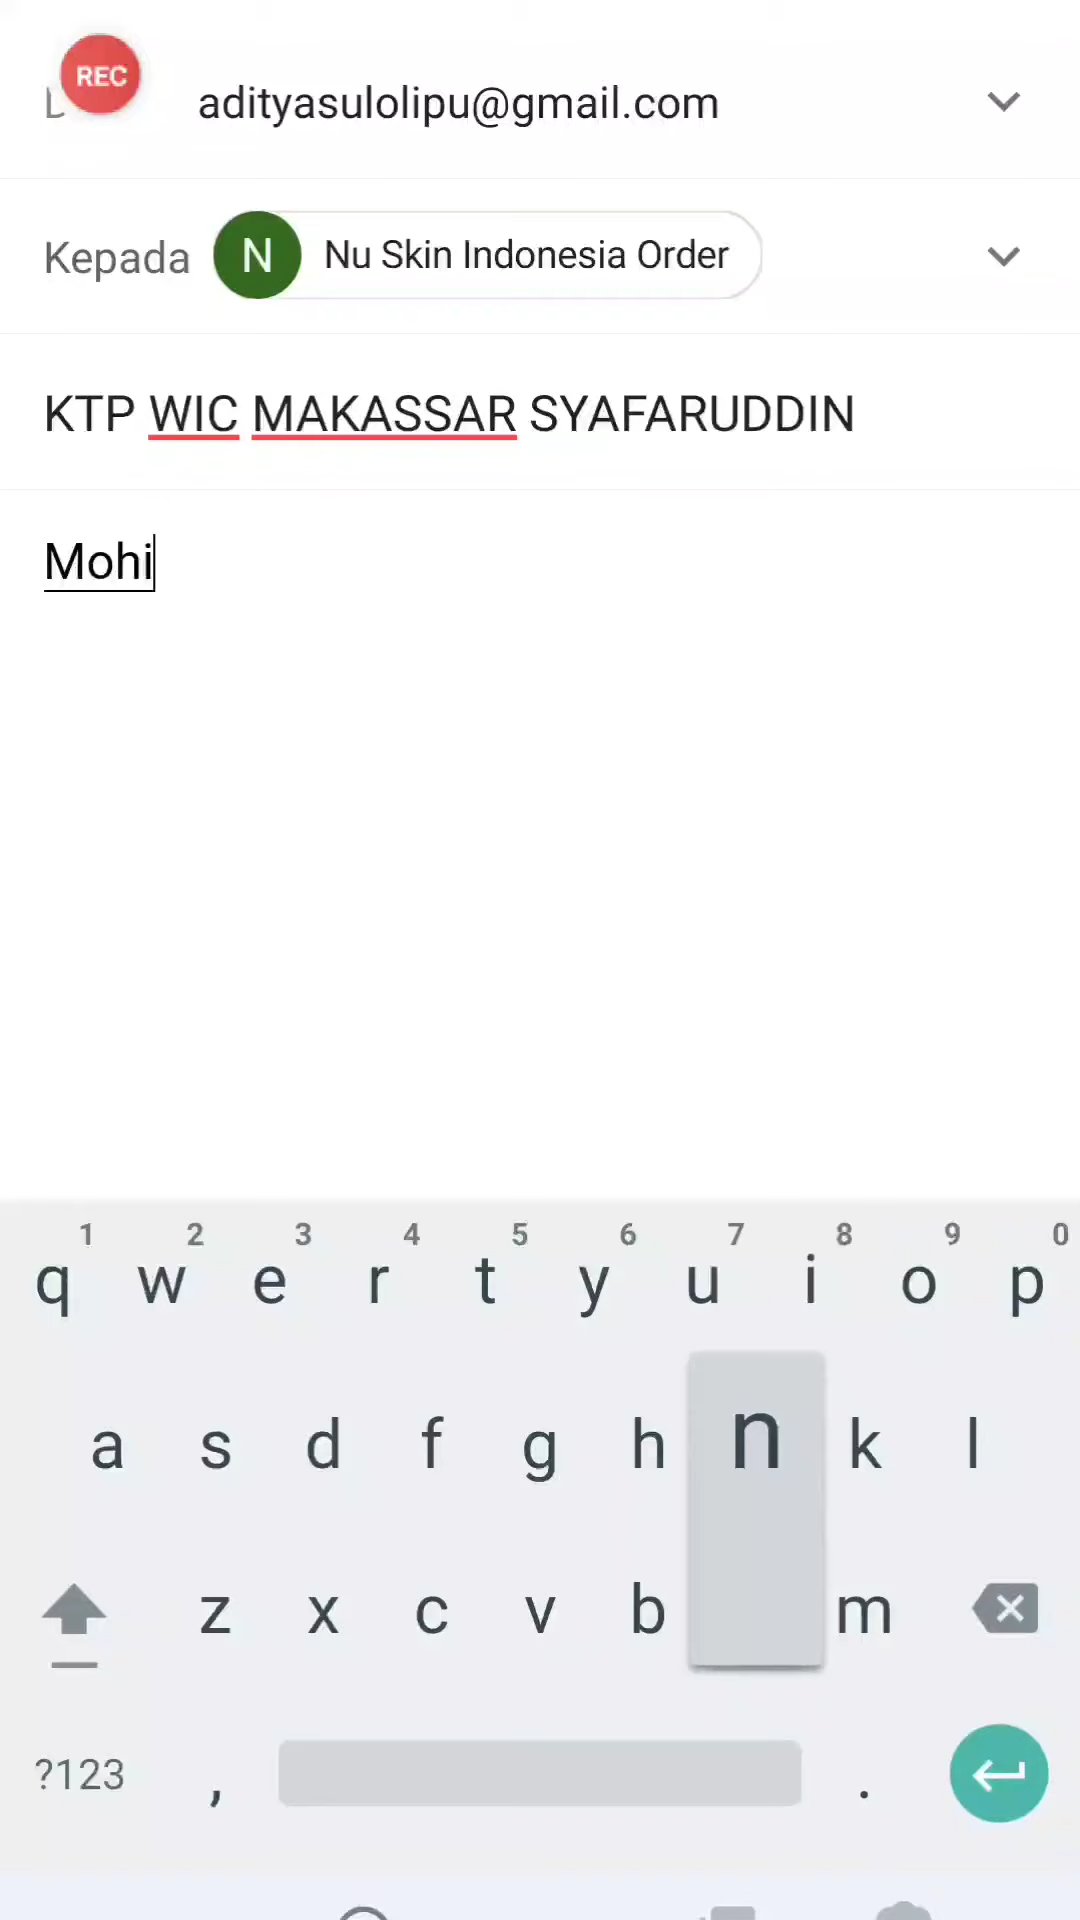 REC
adityasulolipu@gmail.com
Kepada N Nu Skin Indonesia Order
KTP WIC MAKASSAR SYAFARUDDIN
Mohi
1 2 3 4 5 6 7 8 9 0
q w e r t y u i o p
a s d f g h n k l
z x c v b m
?123 , .